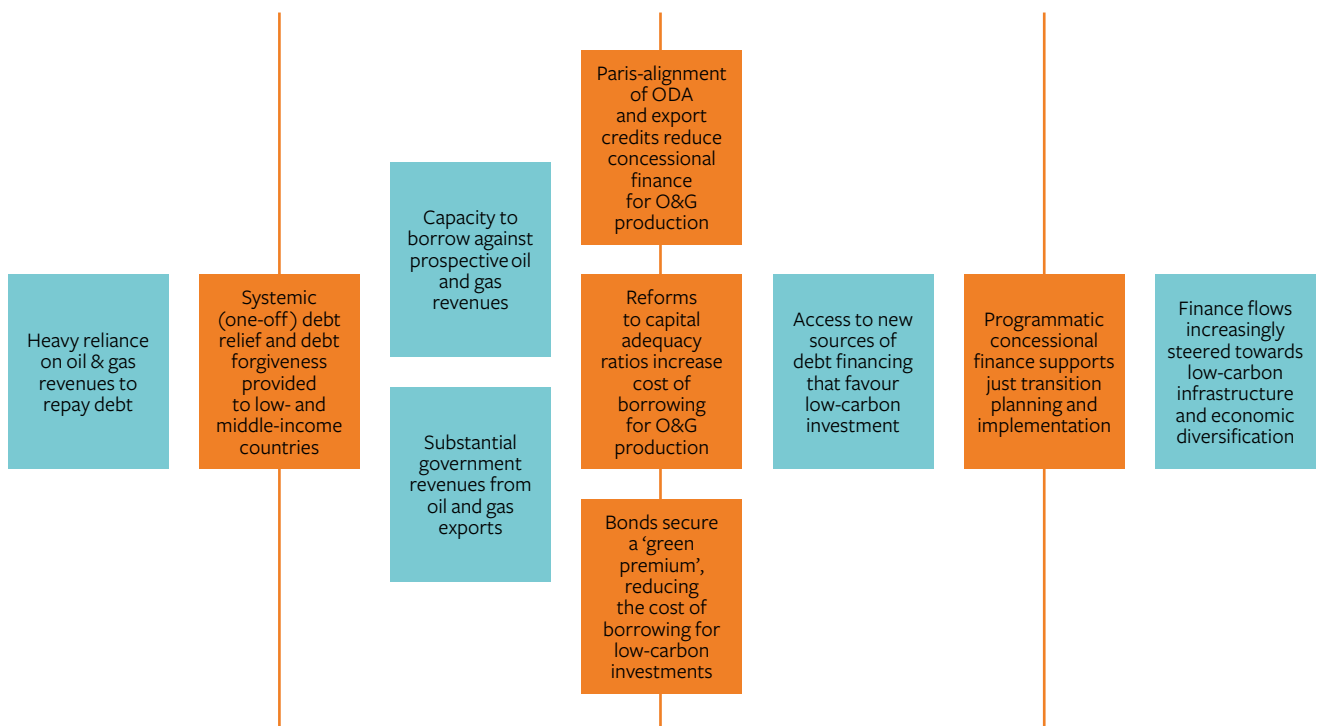 Heavy reliance
on oil & gas
revenues to
repay debt
Systemic
(one-off) debt
relief and debt
forgiveness
provided
to low- and
middle-income
countries
Capacity to
borrow against
prospective oil
and gas
revenues
Substantial
government
revenues from
oil and gas
exports
Paris-alignment
of ODA
and export
credits reduce
concessional
finance
for O&G
production
Reforms
to capital
adequacy
ratios increase
cost of
borrowing
for O&G
production
Bonds secure
a ‘green
premium’,
reducing
the cost of
borrowing for
low-carbon
investments
Access to new
sources of
debt financing
that favour
low-carbon
investment
Programmatic
concessional
finance supports
just transition
planning and
implementation
Finance flows
increasingly
steered towards
low-carbon
infrastructure
and economic
diversification